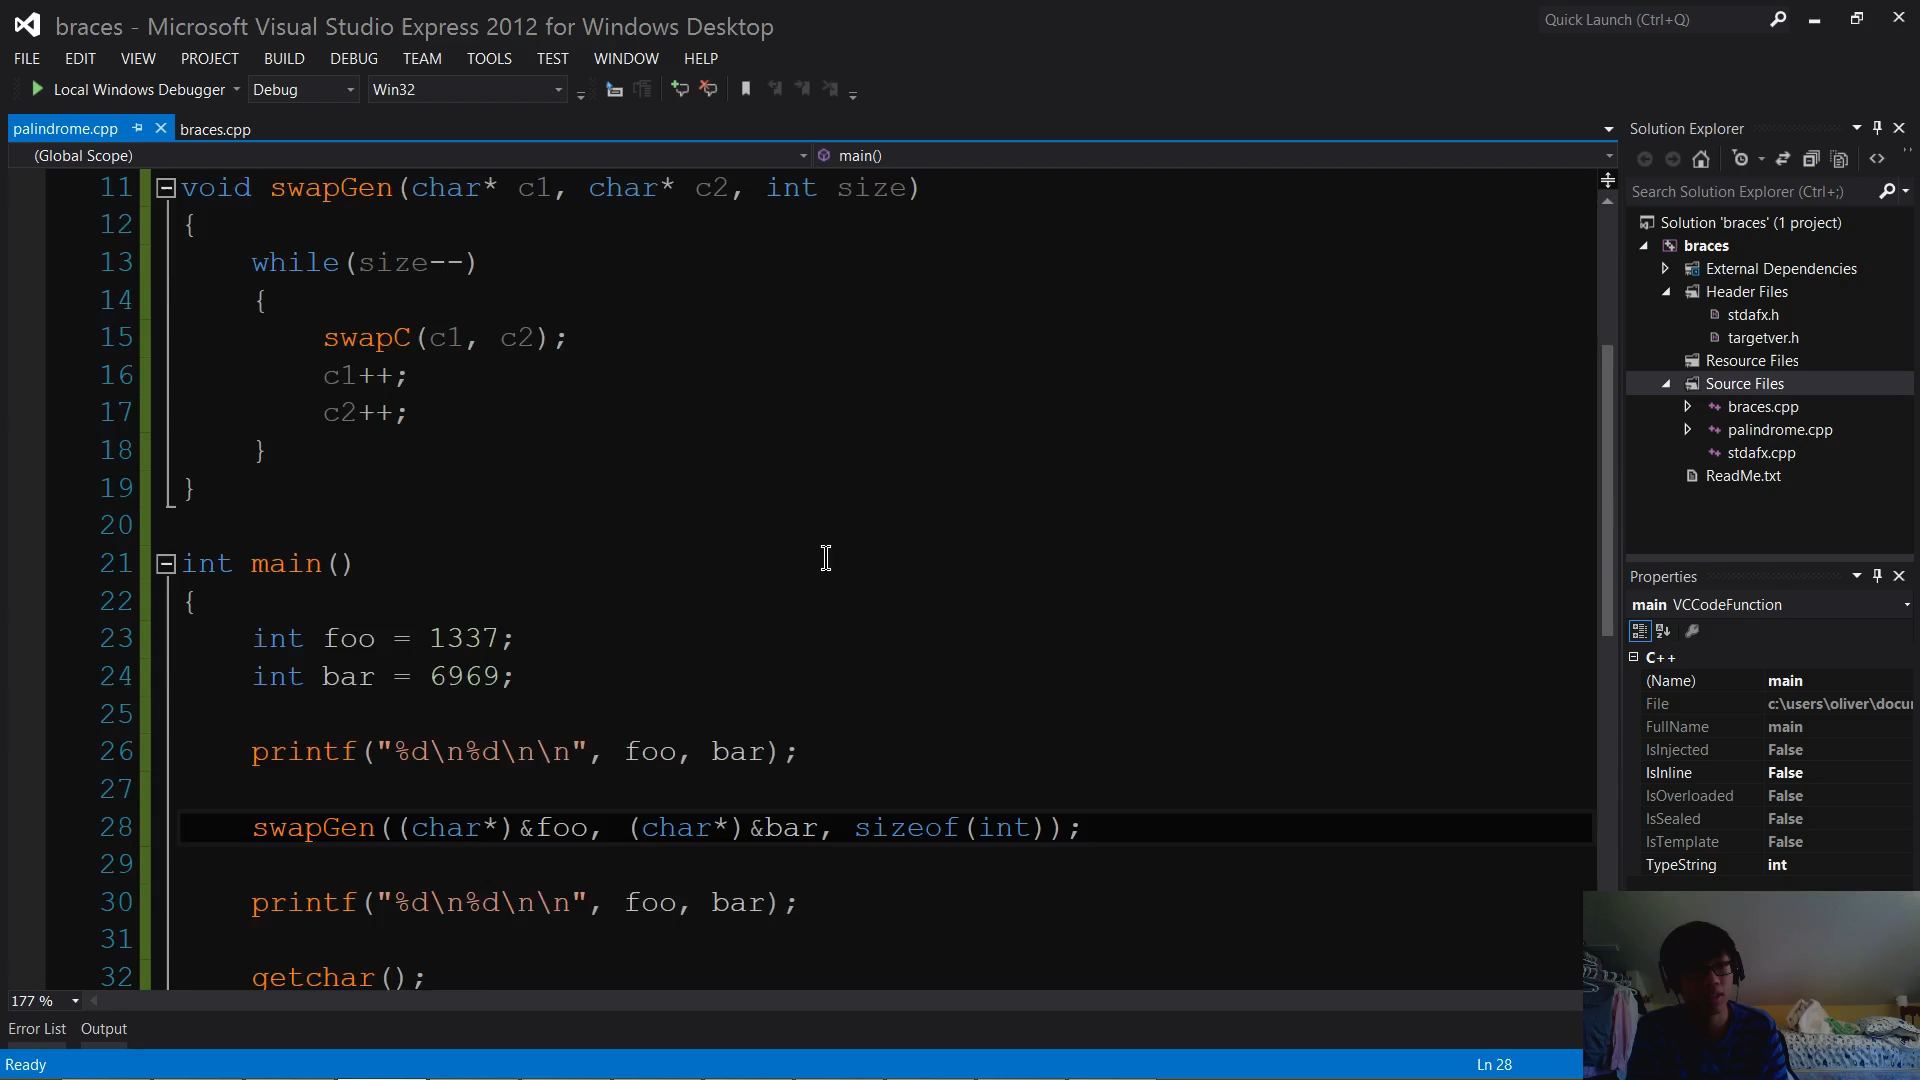 braces - Microsoft Visual Studio Express 2012 for Windows Desktop
Quick Launch (Ctrl+Q)
FILE EDIT VIEW PROJECT BUILD DEBUG TEAM TOOLS TEST WINDOW HELP
Local Windows Debugger Debug Win32
palindrome.cpp braces.cpp
(Global Scope) main()
11 void swapGen(char* c1, char* c2, int size)
12 {
13 while(size--)
14 {
15 swapC(c1, c2);
16 c1++;
17 c2++;
18 }
19 }
20
21 int main()
22 {
23 int foo = 1337;
24 int bar = 6969;
25
26 printf("%d\n%d\n\n", foo, bar);
27
28 swapGen((char*)&foo, (char*)&bar, sizeof(int));
29
30 printf("%d\n%d\n\n", foo, bar);
31
32 getchar();
177 %
Error List Output
Ready
Ln 28
Solution Explorer
Search Solution Explorer (Ctrl+;)
Solution 'braces' (1 project)
braces
External Dependencies
Header Files
stdafx.h
targetver.h
Resource Files
Source Files
braces.cpp
palindrome.cpp
stdafx.cpp
ReadMe.txt
Properties
main VCCodeFunction
C++
(Name) main
File c:\users\oliver\docu
FullName main
IsInjected False
IsInline False
IsOverloaded False
IsSealed False
IsTemplate False
TypeString int